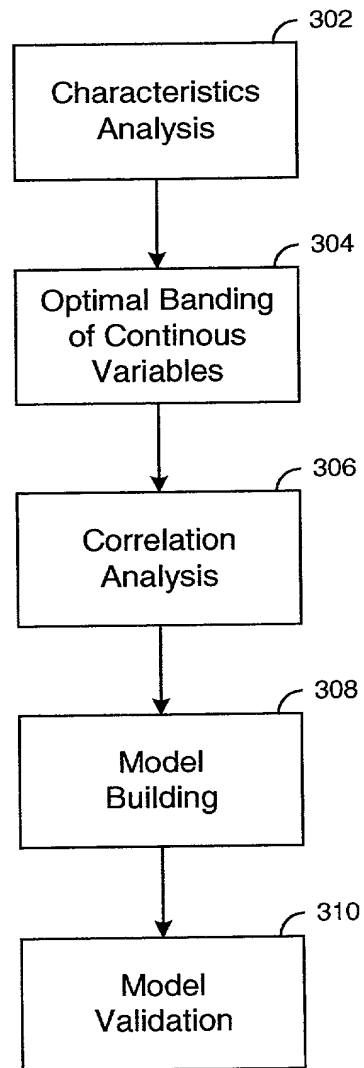 302
Characteristics
Analysis
304
Optimal Banding
of Continous
Variables
306
Correlation
Analysis
308
Model
Building
310
Model
Validation